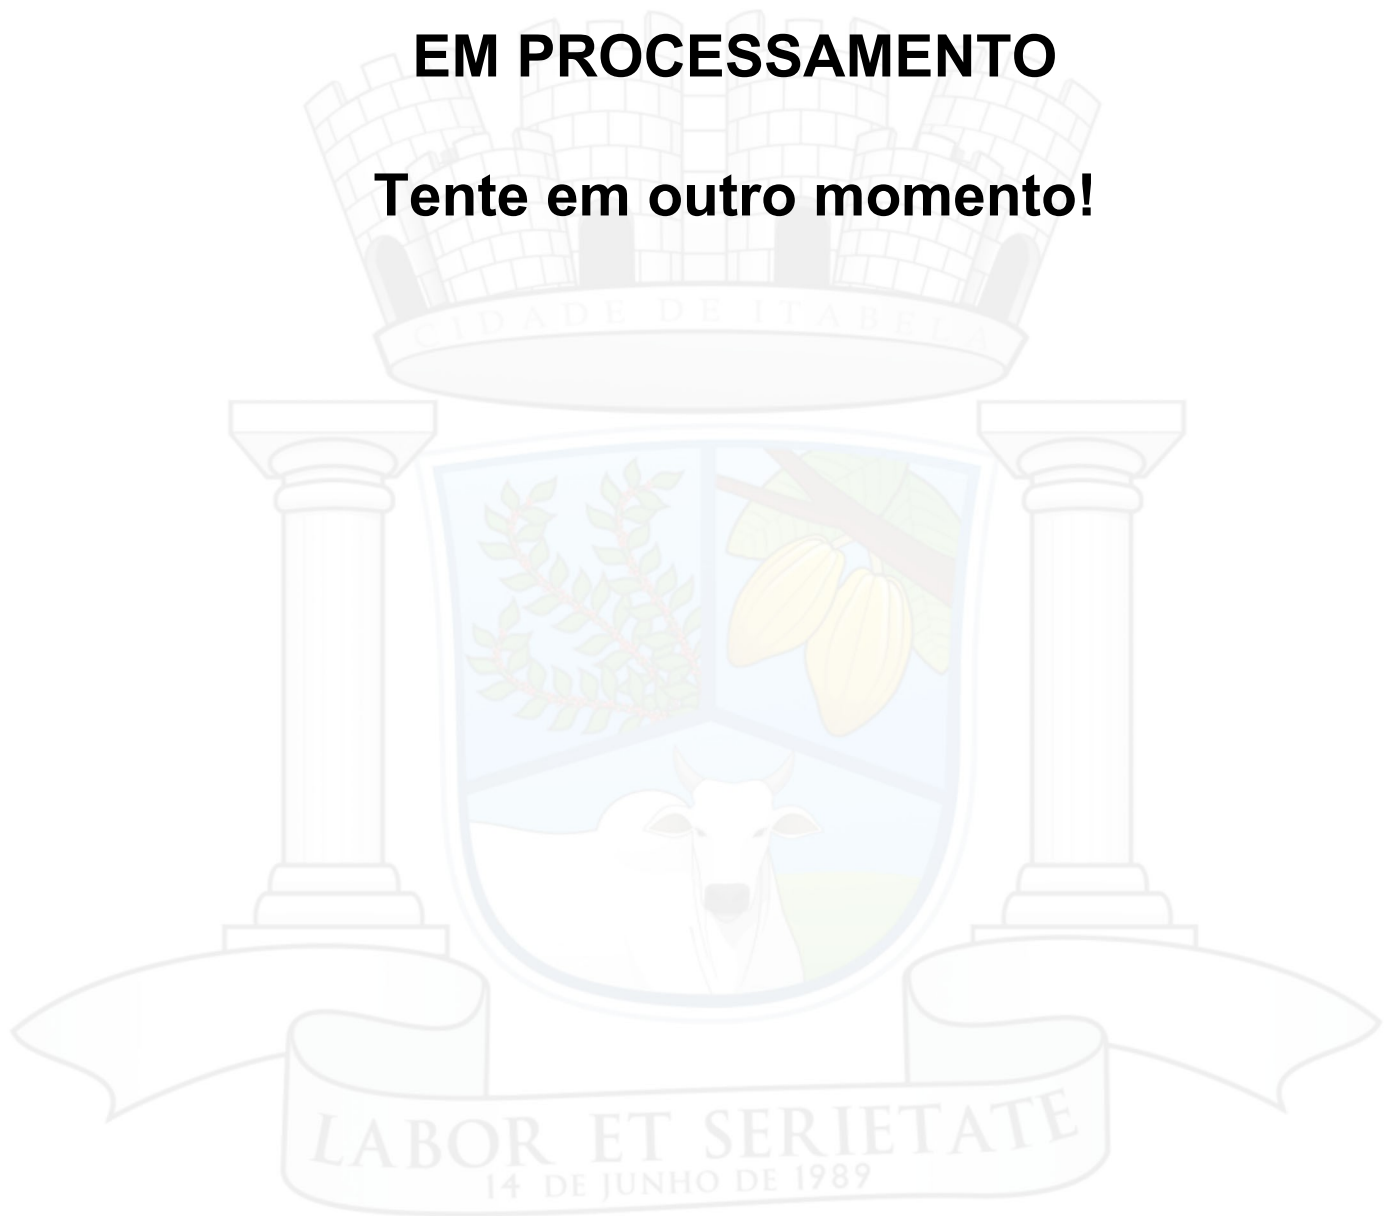 EM PROCESSAMENTO
Tente em outro momento!
CIDADE DE ITABELA
LABOR ET SERIETATE
14 DE JUNHO DE 1989